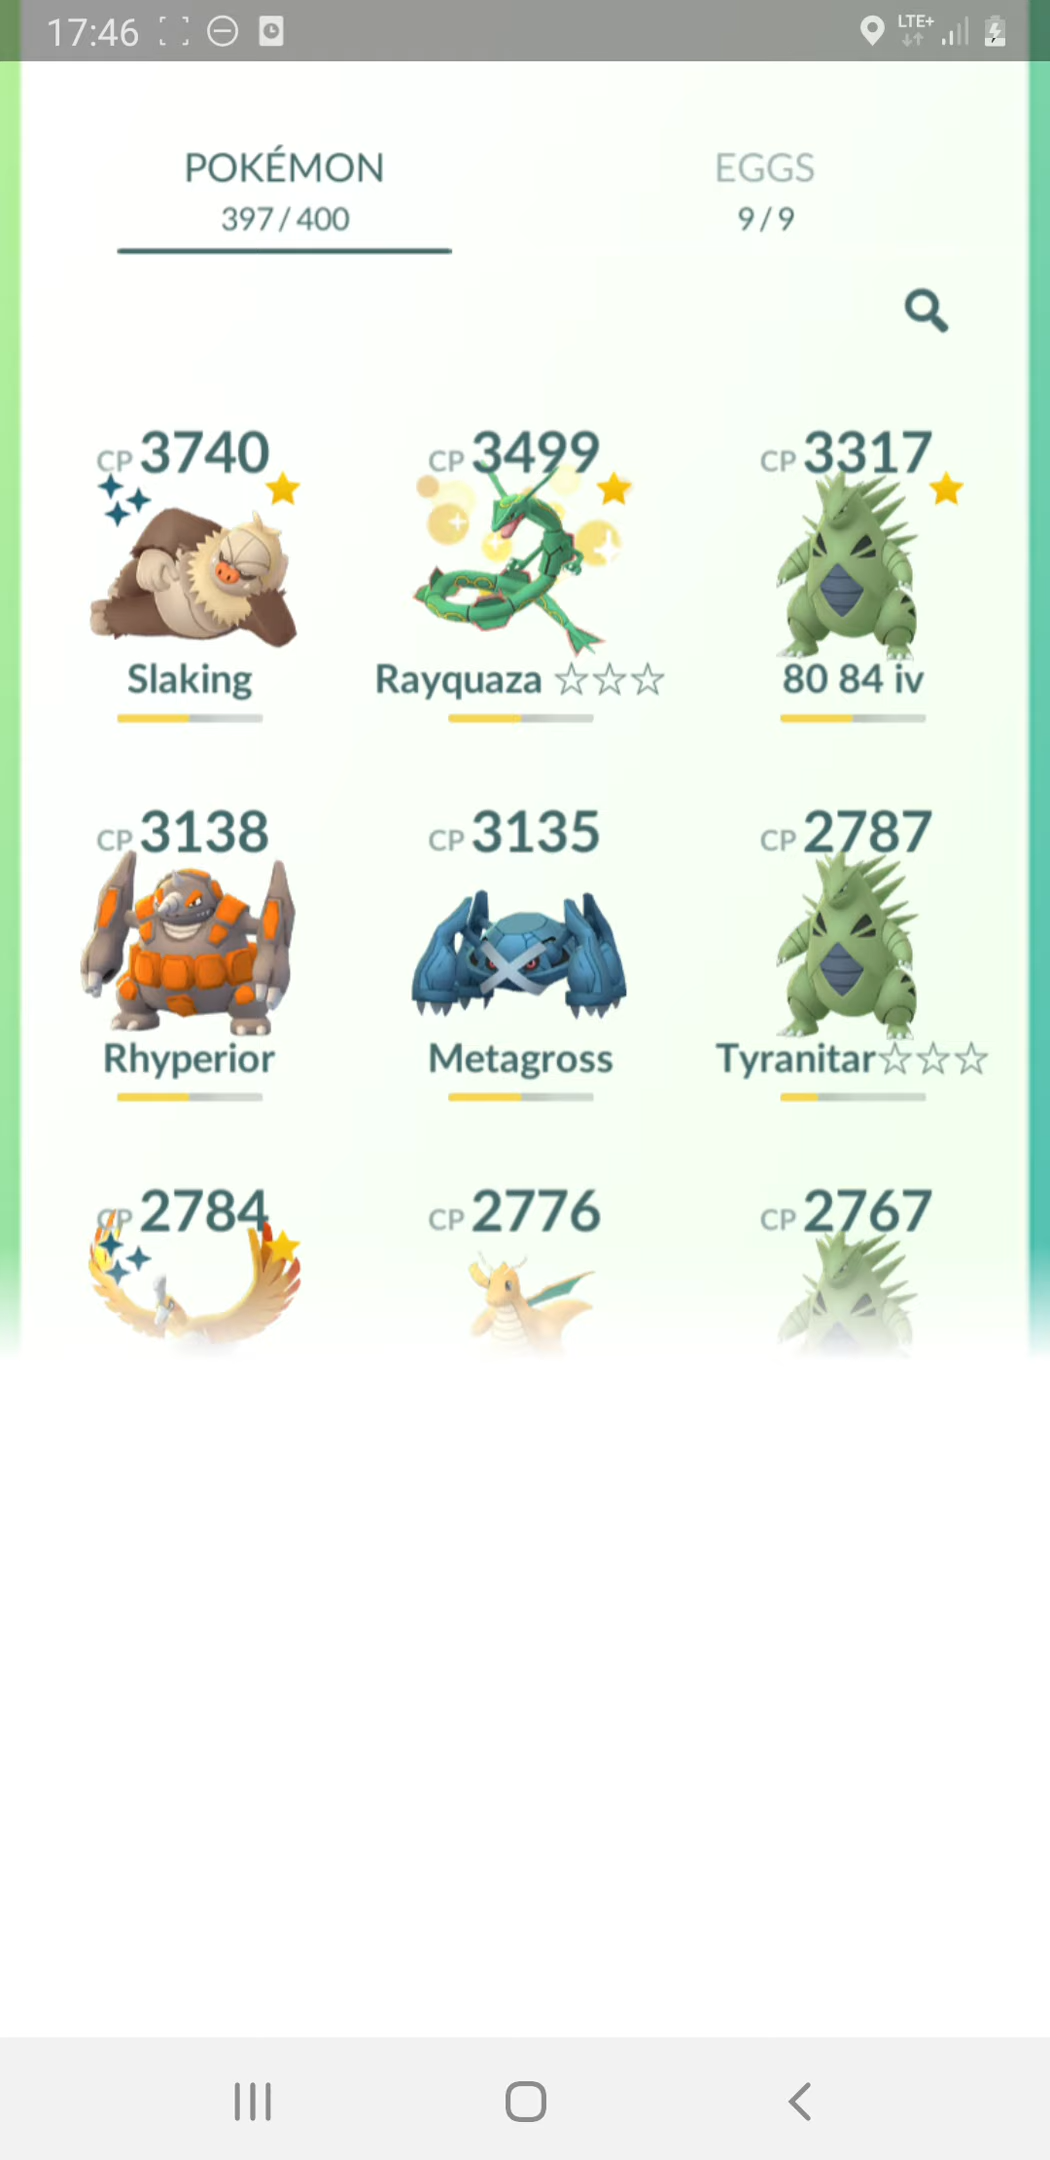 17:46
LTE+
POKÉMON
EGGS
397 / 400
9 / 9
CP 3740
CP 3499
CP 3317
Slaking
Rayquaza ☆☆☆
80 84 iv
CP 3138
CP 3135
CP 2787
Rhyperior
Metagross
Tyranitar☆☆☆
CP 2784
CP 2776
CP 2767